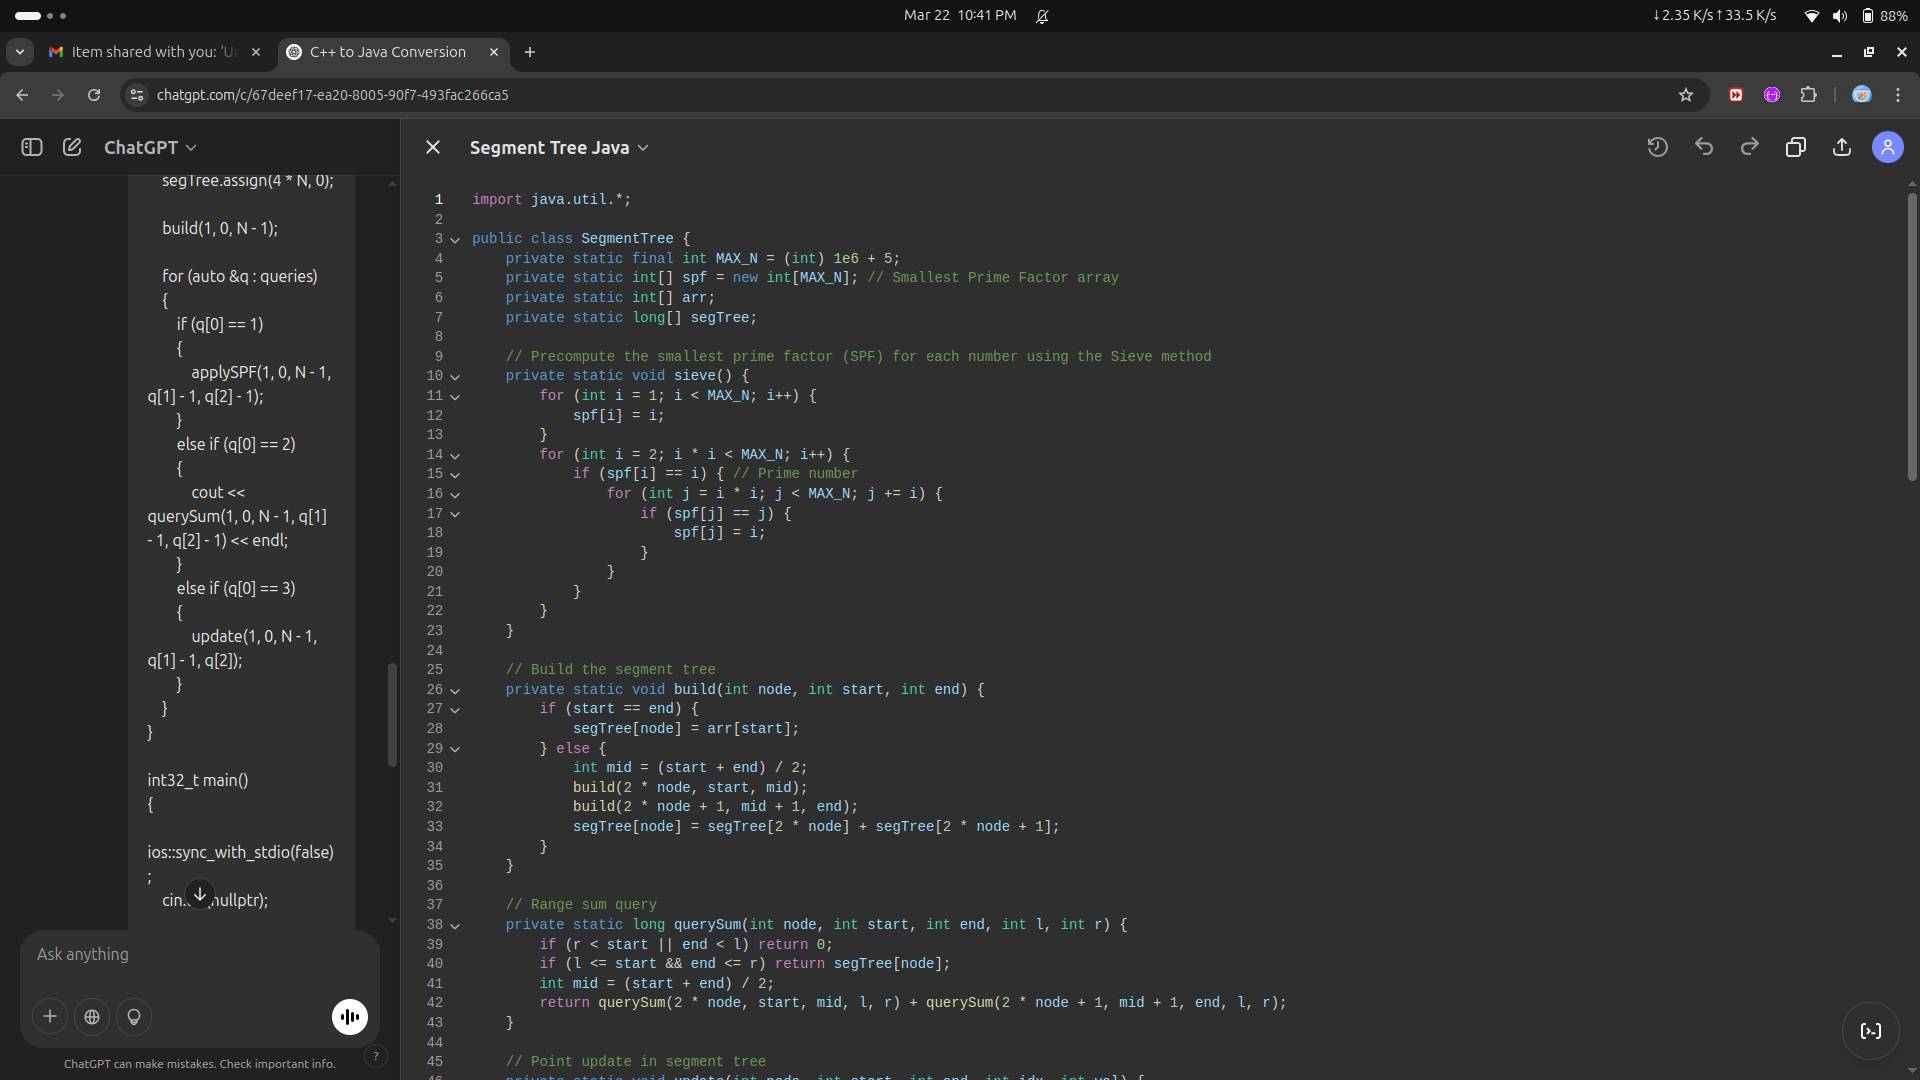 Mar 22 10:41 PM
↓2.35 K/s↑33.5 K/s
88%
Item shared with you: ‘U
C++ to Java Conversion
chatgpt.com/c/67deef17-ea20-8005-90f7-493fac266ca5
ChatGPT
segTree.assign(4 * N, 0);
build(1, 0, N - 1);
for (auto &q : queries)
{
if (q[0] == 1)
{
applySPF(1, 0, N - 1,
q[1] - 1, q[2] - 1);
}
else if (q[0] == 2)
{
cout <<
querySum(1, 0, N - 1, q[1]
- 1, q[2] - 1) << endl;
}
else if (q[0] == 3)
{
update(1, 0, N - 1,
q[1] - 1, q[2]);
}
}
}
int32_t main()
{
ios::sync_with_stdio(false)
;
cin. (nullptr);
Ask anything
ChatGPT can make mistakes. Check important info.
?
Segment Tree Java
1 import java.util.*;
2
3 public class SegmentTree {
4 private static final int MAX_N = (int) 1e6 + 5;
5 private static int[] spf = new int[MAX_N]; // Smallest Prime Factor array
6 private static int[] arr;
7 private static long[] segTree;
8
9 // Precompute the smallest prime factor (SPF) for each number using the Sieve method
10 private static void sieve() {
11 for (int i = 1; i < MAX_N; i++) {
12 spf[i] = i;
13 }
14 for (int i = 2; i * i < MAX_N; i++) {
15 if (spf[i] == i) { // Prime number
16 for (int j = i * i; j < MAX_N; j += i) {
17 if (spf[j] == j) {
18 spf[j] = i;
19 }
20 }
21 }
22 }
23 }
24
25 // Build the segment tree
26 private static void build(int node, int start, int end) {
27 if (start == end) {
28 segTree[node] = arr[start];
29 } else {
30 int mid = (start + end) / 2;
31 build(2 * node, start, mid);
32 build(2 * node + 1, mid + 1, end);
33 segTree[node] = segTree[2 * node] + segTree[2 * node + 1];
34 }
35 }
36
37 // Range sum query
38 private static long querySum(int node, int start, int end, int l, int r) {
39 if (r < start || end < l) return 0;
40 if (l <= start && end <= r) return segTree[node];
41 int mid = (start + end) / 2;
42 return querySum(2 * node, start, mid, l, r) + querySum(2 * node + 1, mid + 1, end, l, r);
43 }
44
45 // Point update in segment tree
46 private static void update(int node, int start, int end, int idx, int val) {